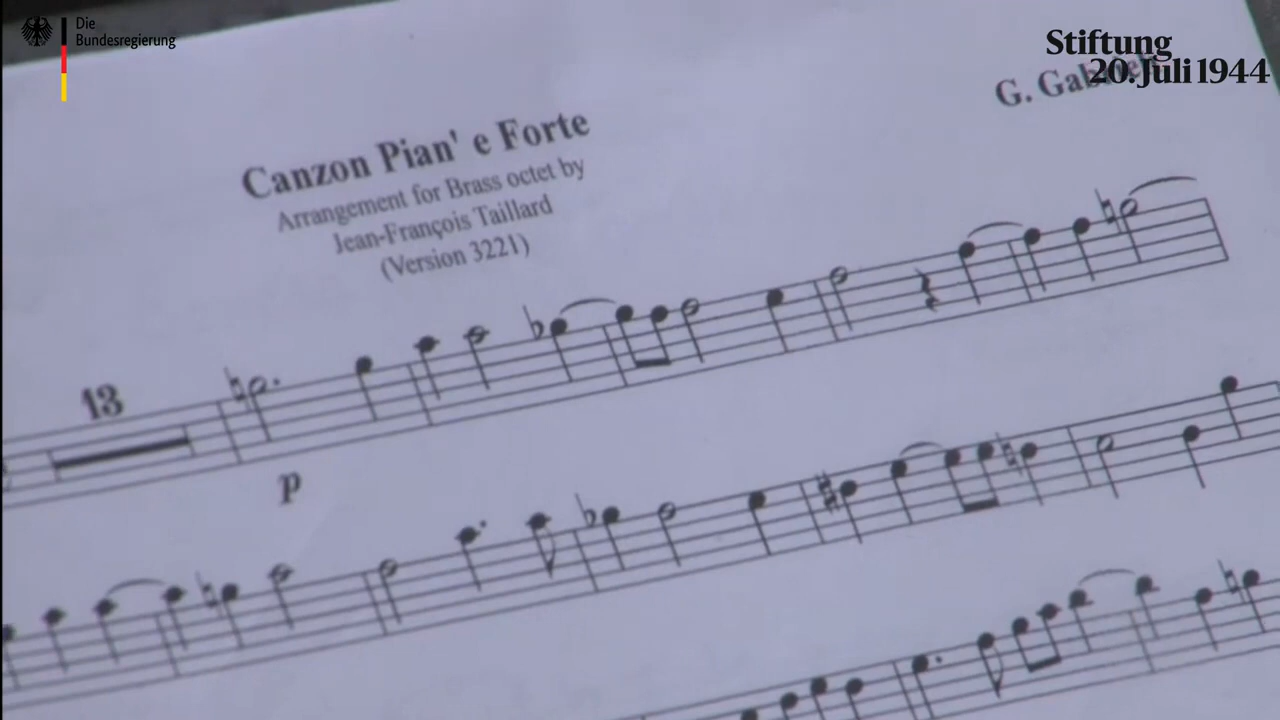 Die
Bundesregierung
Stiftung
20. Juli 1944
G.
Canzon Pian' e Forte
Arrangement for Brass octet by
Jean-François Taillard
(Version 3221)
13
p